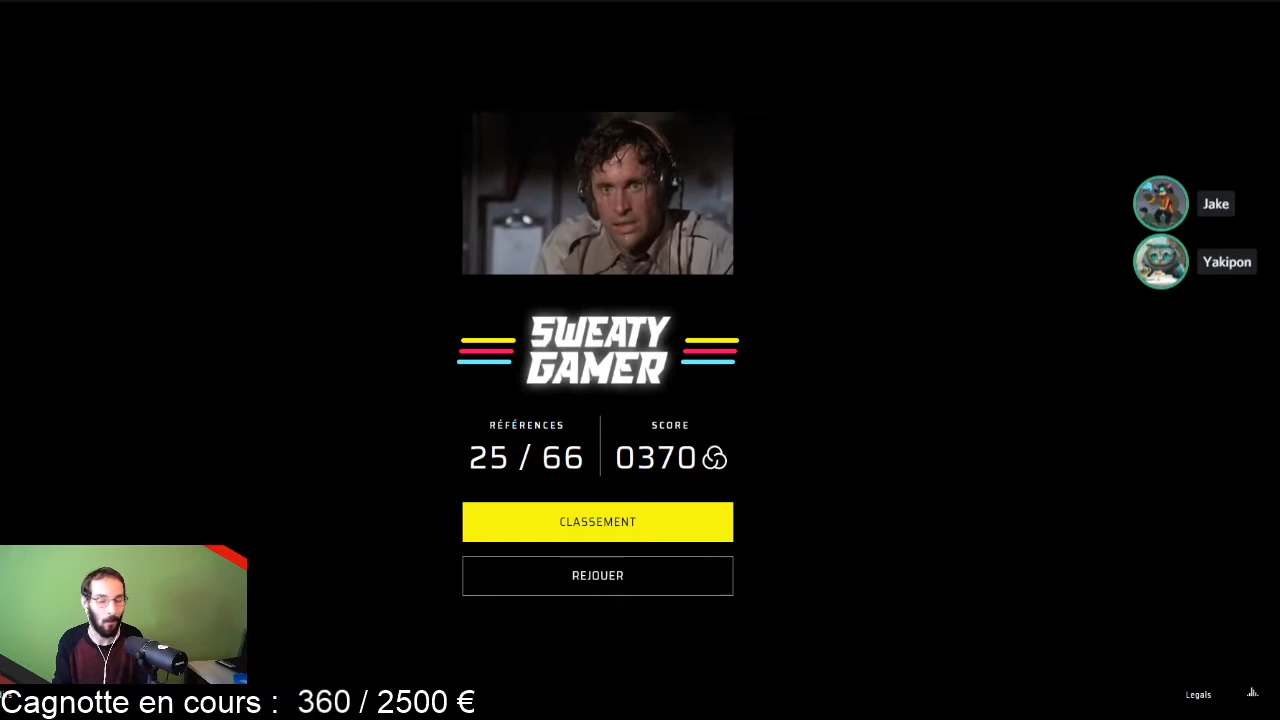 Jake
Yakipon
SWEATY
GAMER
RÉFÉRENCES
25 / 66
SCORE
0370
CLASSEMENT
REJOUER
Cagnotte en cours : 360 / 2500 €
Legals